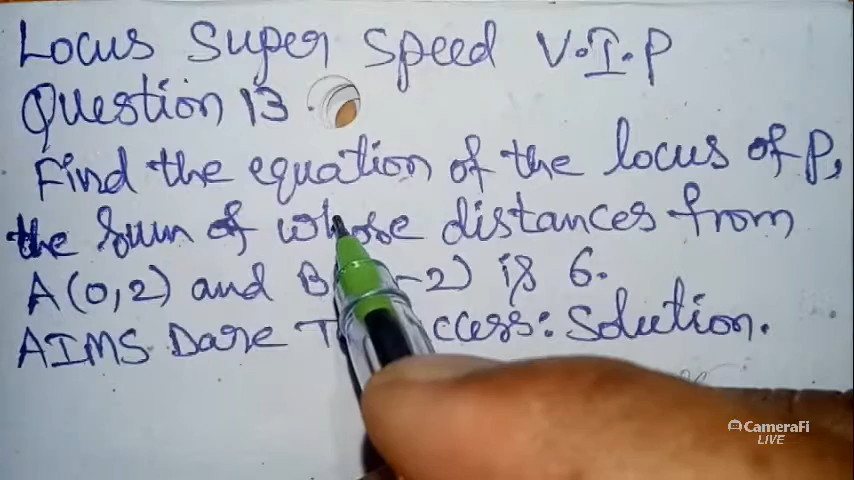 Locus Super Speed V.I.P
Question 13.
Find the equation of the locus of P,
the sum of whose distances from
A(0,2) and B -2) is 6.
AIMS Dare T ccess: Solution.
CameraFi
LIVE